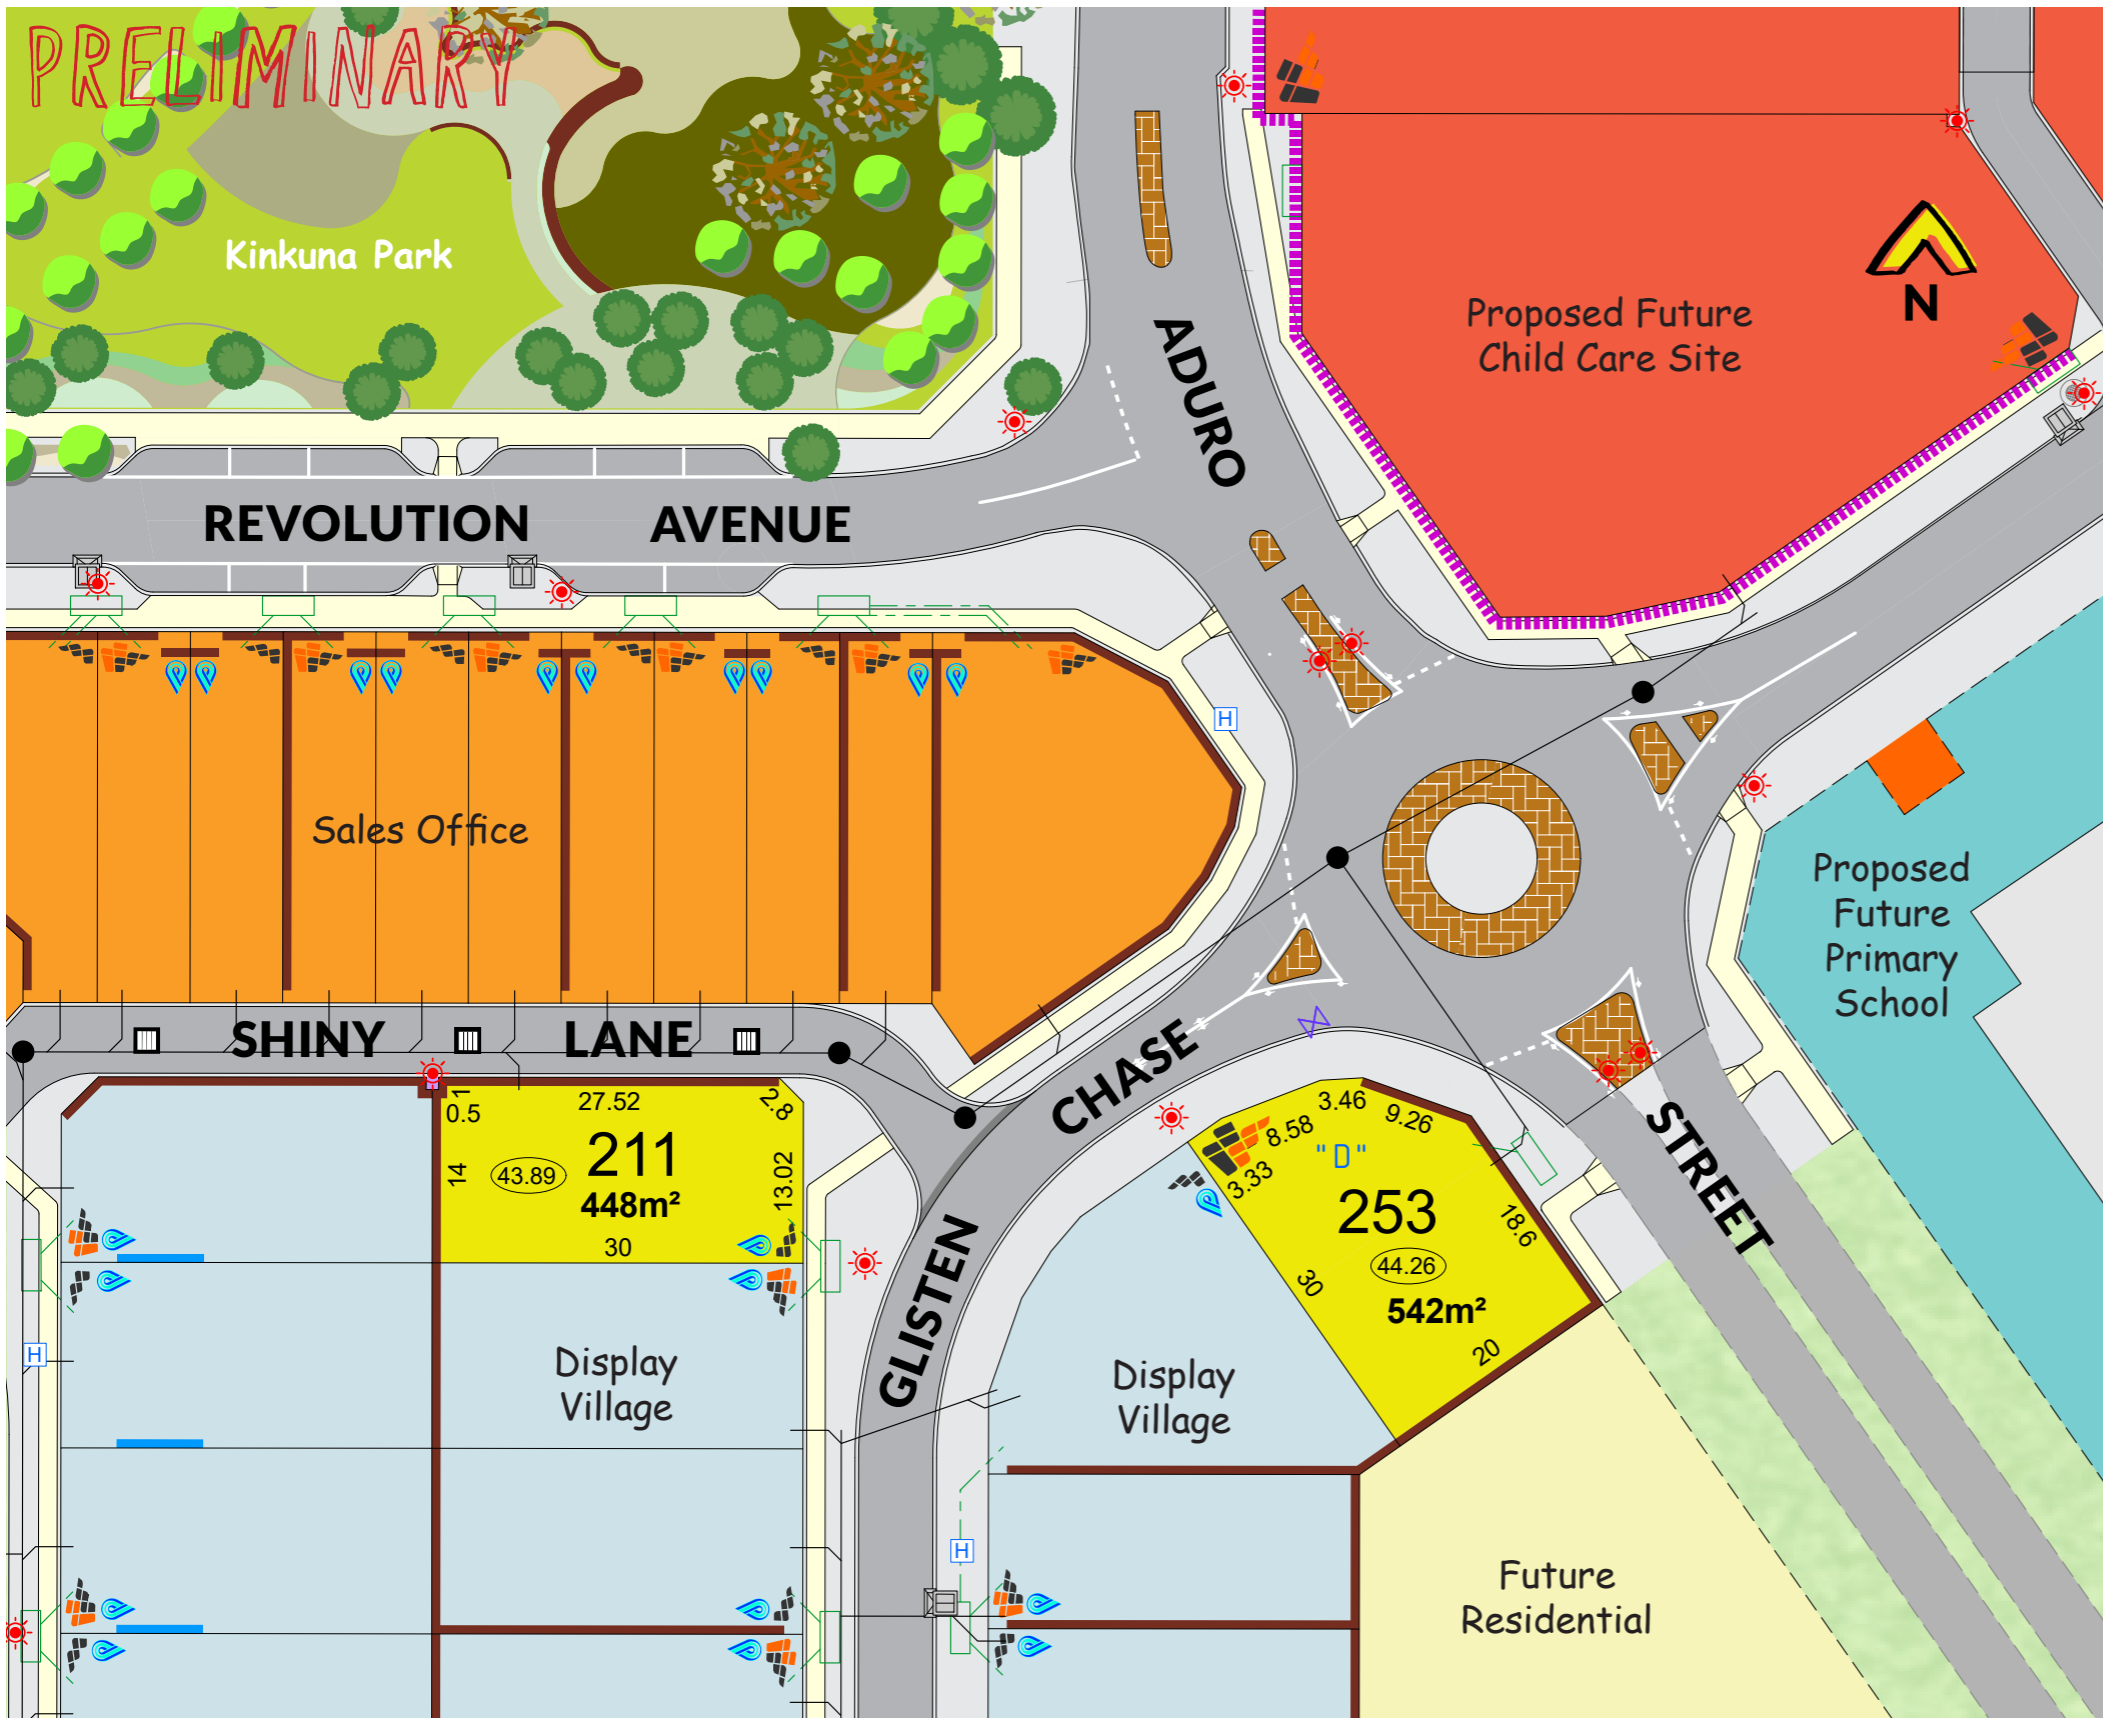 PRELIMINARY
Kinkuna Park
ADURO
Proposed Future
Child Care Site
N
REVOLUTION AVENUE
H
Sales Office
Proposed
Future
Primary
School
SHINY LANE
CHASE
STREET
1
0.5
27.52
2.8
211
14
43.89
448m²
13.02
30
3.46
8.58
9.26
"D"
3.33
253
18.6
44.26
30
542m²
20
GLISTEN
H
Display
Village
Display
Village
H
Future
Residential